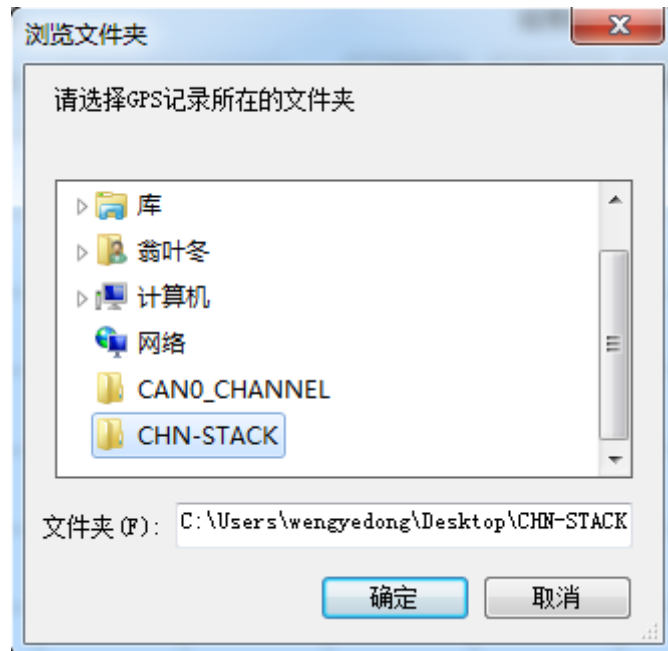 浏览文件夹
请选择GPS记录所在的文件夹
库
翁叶冬
计算机
网络
CAN0_CHANNEL
CHN-STACK
文件夹(F): C:\Users\wengyedong\Desktop\CHN-STACK
确定 取消